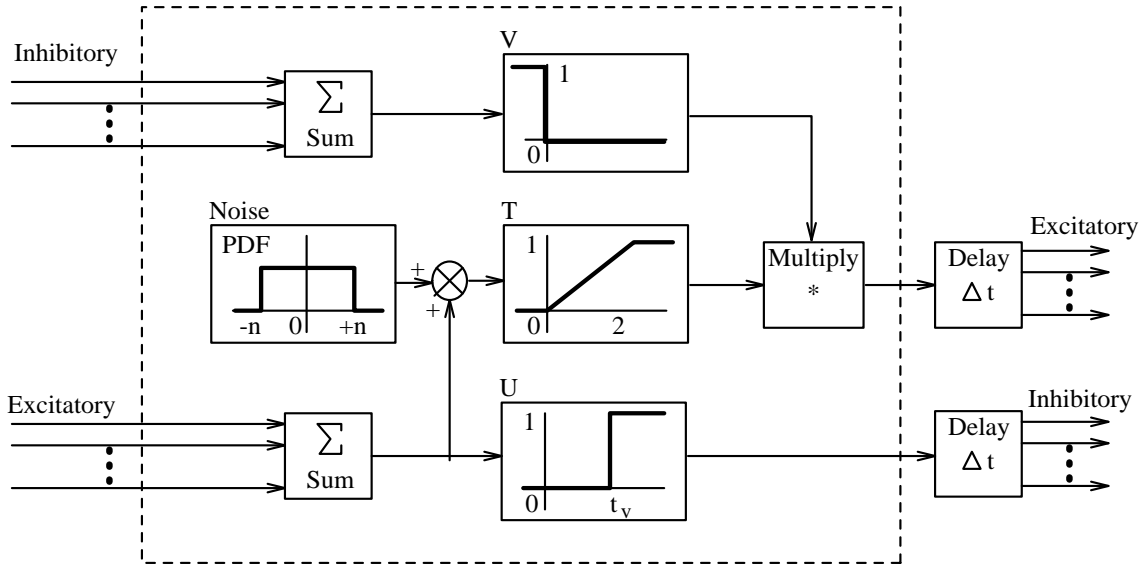 V
Inhibitory
Σ
Sum
1
0
Noise
PDF
-n 0 +n
+
+
T
1
0 2
Multiply
*
Excitatory
Delay
Δ t
Excitatory
Σ
Sum
U
1
0 t_v
Inhibitory
Delay
Δ t